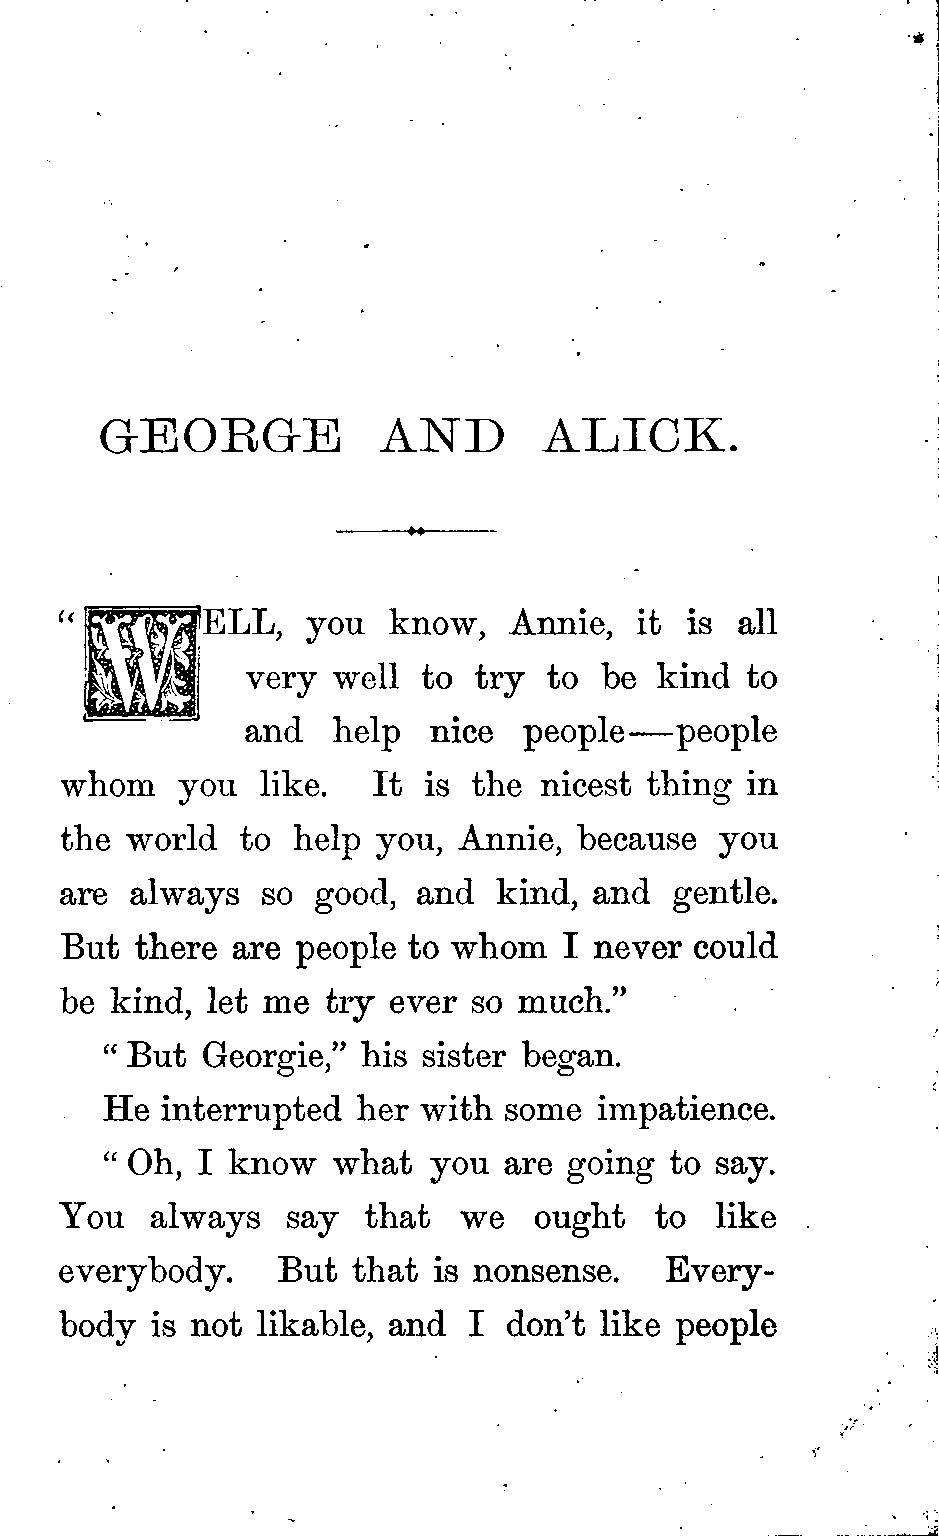 GEORGE AND ALICK.
“WELL, you know, Annie, it is all
very well to try to be kind to
and help nice people—people
whom you like. It is the nicest thing in
the world to help you, Annie, because you
are always so good, and kind, and gentle.
But there are people to whom I never could
be kind, let me try ever so much.”
“But Georgie,” his sister began.
He interrupted her with some impatience.
“Oh, I know what you are going to say.
You always say that we ought to like
everybody. But that is nonsense. Every-
body is not likable, and I don’t like people